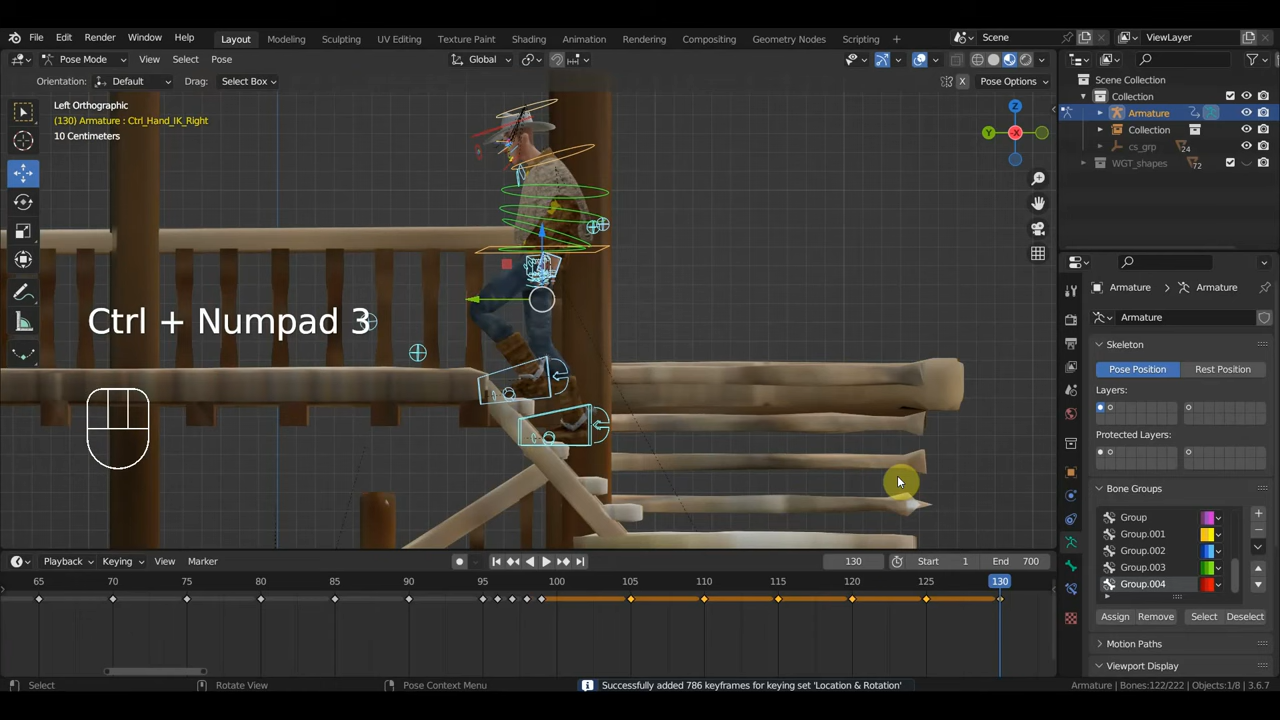 File Edit Render Window Help Layout Modeling Sculpting UV Editing Texture Paint Shading Animation Rendering Compositing Geometry Nodes Scripting + Scene ViewLayer
Pose Mode View Select Pose Global
Orientation: Default Drag: Select Box X Pose Options
Scene Collection
Collection
Armature
Collection
cs_grp 24
WGT_shapes 72
Left Orthographic
(130) Armature : Ctrl_Hand_IK_Right
10 Centimeters
Z
Y
-X
Ctrl + Numpad 3
Armature > Armature
Armature
Skeleton
Pose Position Rest Position
Layers:
Protected Layers:
Bone Groups
Group
Group.001
Group.002
Group.003
Group.004
Assign Remove Select Deselect
Motion Paths
Viewport Display
Playback Keying View Marker 130 Start 1 End 700
65 70 75 80 85 90 95 100 105 110 115 120 125 130
Select Rotate View Pose Context Menu Successfully added 786 keyframes for keying set 'Location & Rotation' Armature | Bones:122/222 | Objects:1/8 | 3.6.7